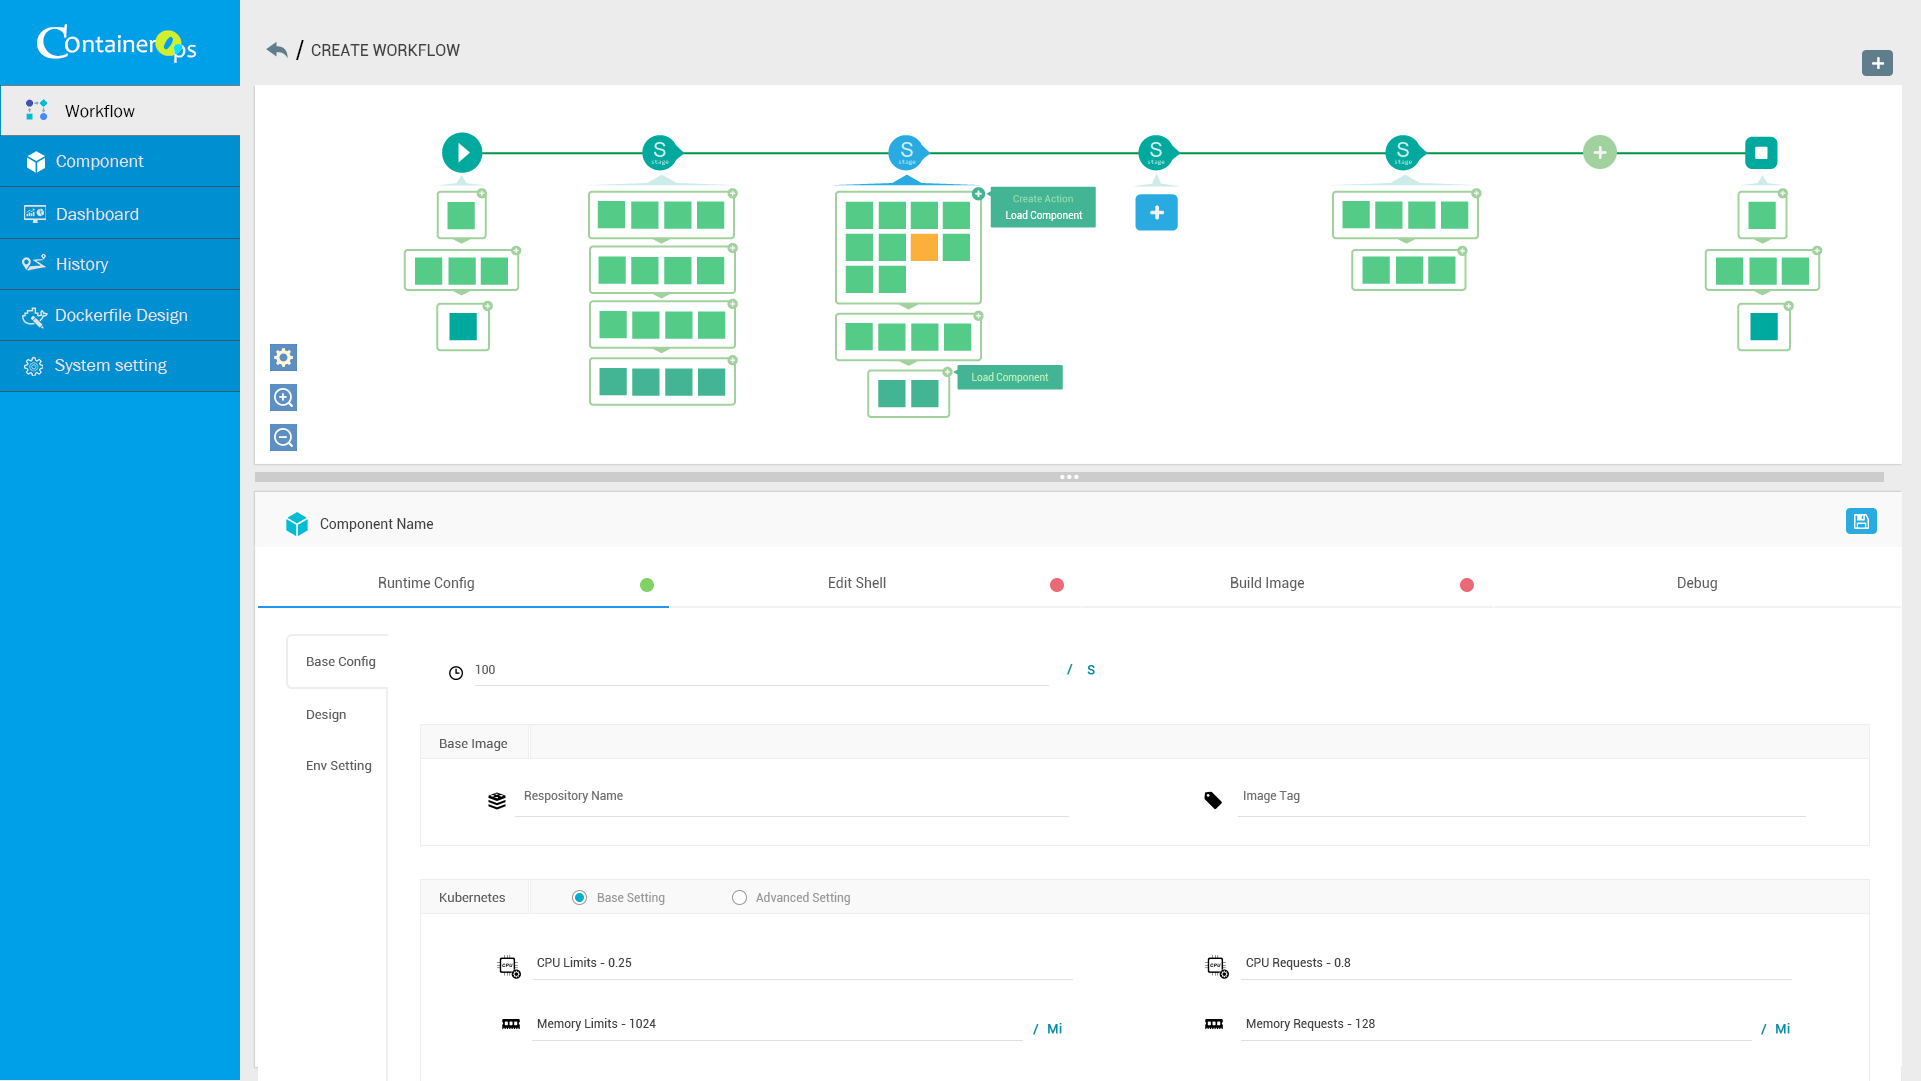 ContainerOps
Workflow
Component
Dashboard
History
Dockerfile Design
System setting
/ CREATE WORKFLOW
S stage
S stage
S stage
S stage
Create Action
Load Component
Load Component
Component Name
Runtime Config
Edit Shell
Build Image
Debug
Base Config
Design
Env Setting
100
/ S
Base Image
Respository Name
Image Tag
Kubernetes
Base Setting
Advanced Setting
CPU
CPU Limits - 0.25
CPU
CPU Requests - 0.8
Memory Limits - 1024
/ Mi
Memory Requests - 128
/ Mi